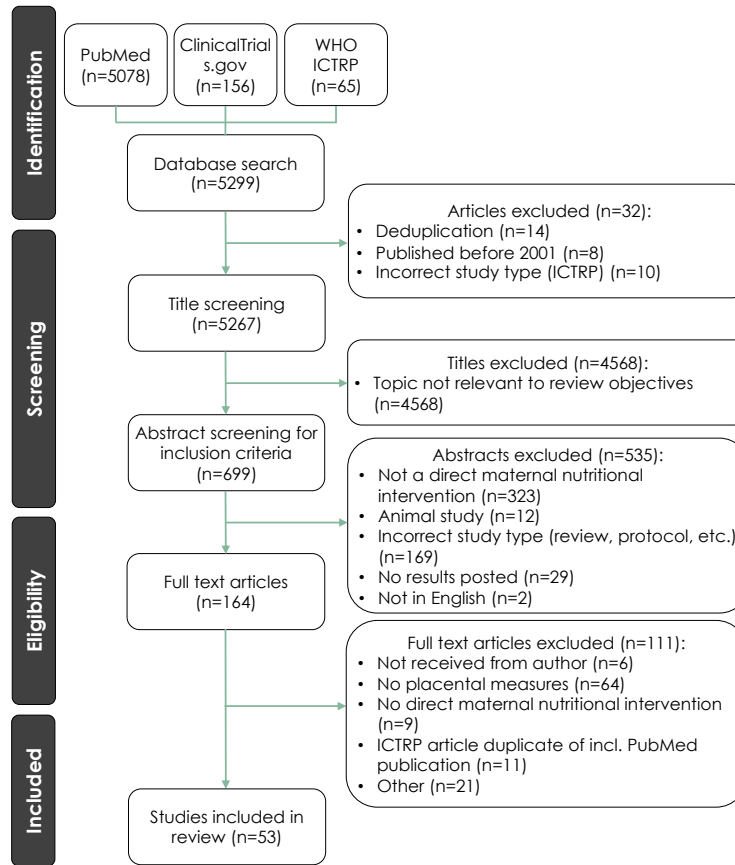 Identification
PubMed
(n=5078)
ClinicalTrial
s.gov
(n=156)
WHO
ICTRP
(n=65)
Database search
(n=5299)
Articles excluded (n=32):
• Deduplication (n=14)
• Published before 2001 (n=8)
• Incorrect study type (ICTRP) (n=10)
Screening
Title screening
(n=5267)
Titles excluded (n=4568):
• Topic not relevant to review objectives
(n=4568)
Abstract screening for
inclusion criteria
(n=699)
Abstracts excluded (n=535):
• Not a direct maternal nutritional
intervention (n=323)
• Animal study (n=12)
• Incorrect study type (review, protocol, etc.)
(n=169)
• No results posted (n=29)
• Not in English (n=2)
Eligibility
Full text articles
(n=164)
Full text articles excluded (n=111):
• Not received from author (n=6)
• No placental measures (n=64)
• No direct maternal nutritional intervention
(n=9)
• ICTRP article duplicate of incl. PubMed
publication (n=11)
• Other (n=21)
Included
Studies included in
review (n=53)